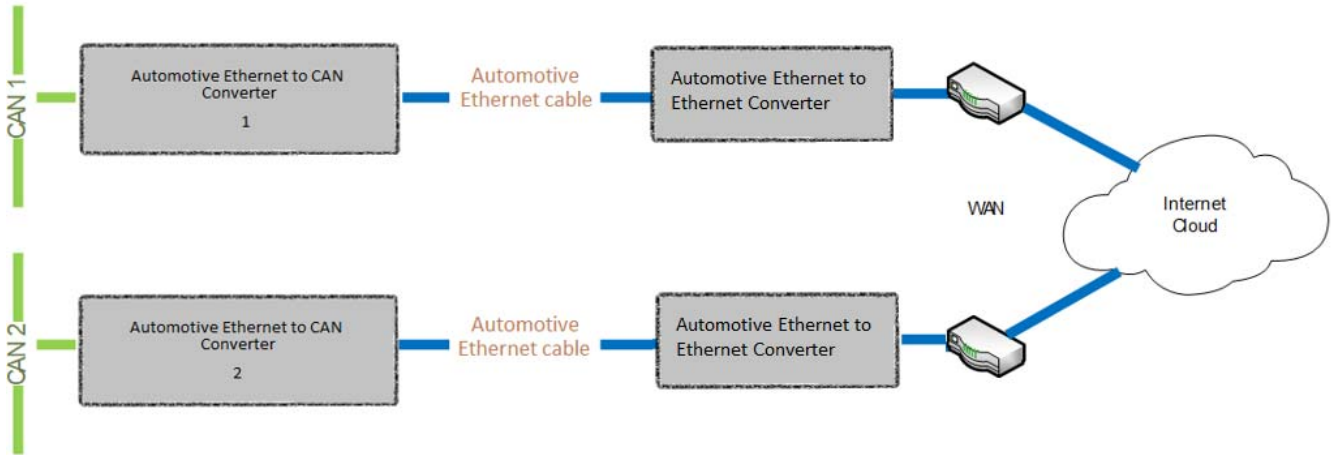 CAN 1
Automotive Ethernet to CAN
Converter
1
Automotive
Ethernet cable
Automotive Ethernet to
Ethernet Converter
WAN
Internet
Cloud
CAN 2
Automotive Ethernet to CAN
Converter
2
Automotive
Ethernet cable
Automotive Ethernet to
Ethernet Converter